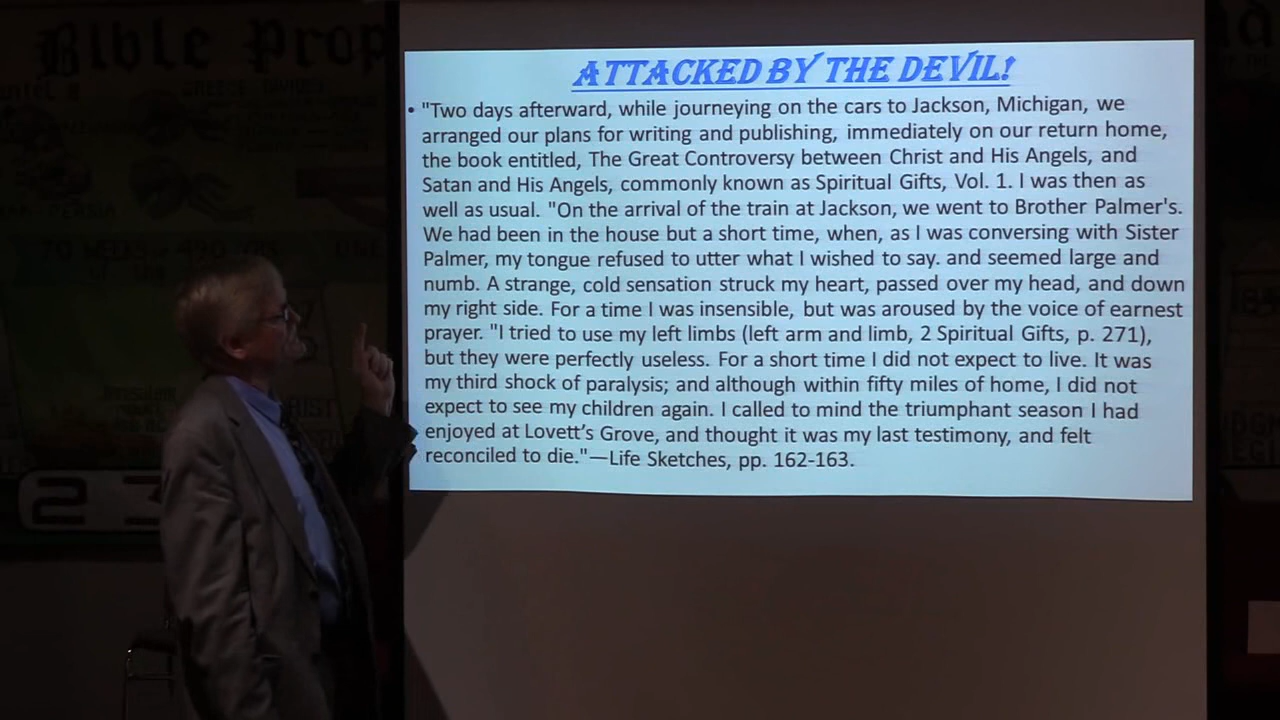 Bible Prop
ATTACKED BY THE DEVIL!
• "Two days afterward, while journeying on the cars to Jackson, Michigan, we
arranged our plans for writing and publishing, immediately on our return home,
the book entitled, The Great Controversy between Christ and His Angels, and
Satan and His Angels, commonly known as Spiritual Gifts, Vol. 1. I was then as
well as usual. "On the arrival of the train at Jackson, we went to Brother Palmer's.
We had been in the house but a short time, when, as I was conversing with Sister
Palmer, my tongue refused to utter what I wished to say. and seemed large and
numb. A strange, cold sensation struck my heart, passed over my head, and down
my right side. For a time I was insensible, but was aroused by the voice of earnest
prayer. "I tried to use my left limbs (left arm and limb, 2 Spiritual Gifts, p. 271),
but they were perfectly useless. For a short time I did not expect to live. It was
my third shock of paralysis; and although within fifty miles of home, I did not
expect to see my children again. I called to mind the triumphant season I had
enjoyed at Lovett's Grove, and thought it was my last testimony, and felt
reconciled to die."—Life Sketches, pp. 162-163.
70 WEEKS - 490
23